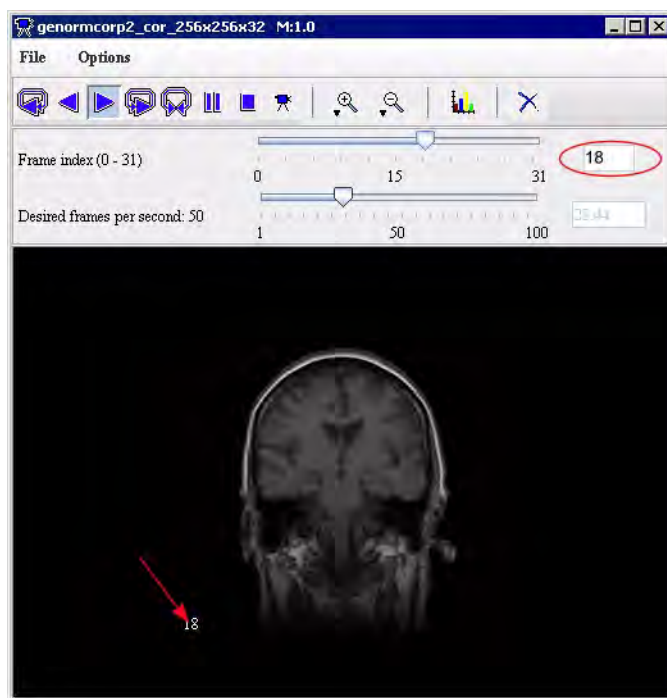 genormcorp2_cor_256x256x32 M:1.0
File Options
Frame index (0 - 31)
18
0 15 31
Desired frames per second: 50
1 50 100
18